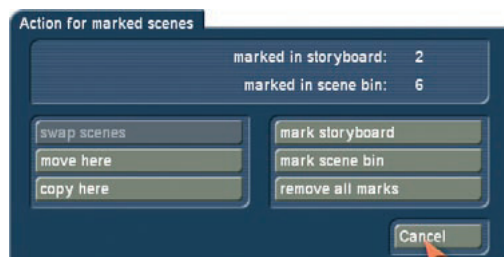 Action for marked scenes
marked in storyboard: 2
marked in scene bin: 6
swap scenes
move here
copy here
mark storyboard
mark scene bin
remove all marks
Cancel